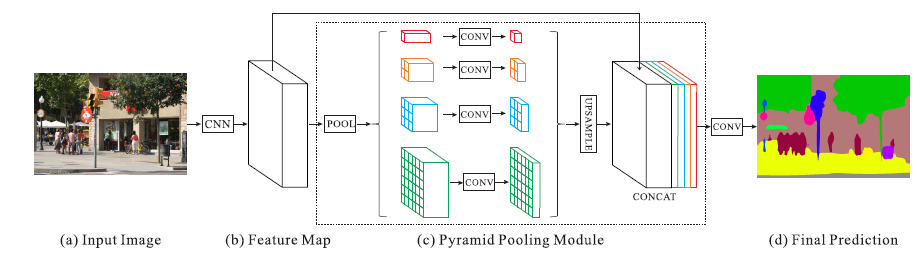 CNN
POOL
CONV
CONV
CONV
CONV
UPSAMPLE
CONCAT
CONV
(a) Input Image
(b) Feature Map
(c) Pyramid Pooling Module
(d) Final Prediction